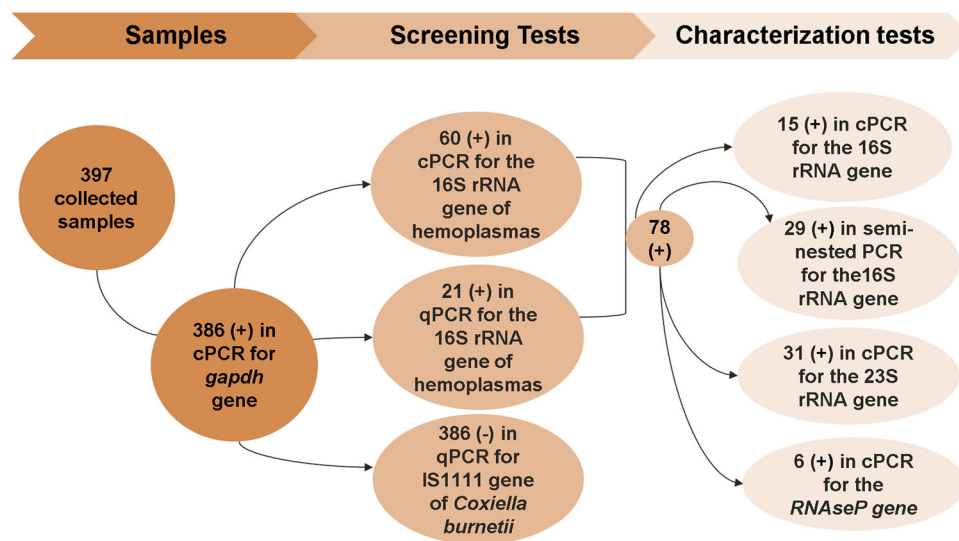 Samples
Screening Tests
Characterization tests
397
collected
samples
386 (+) in
cPCR for
gapdh
gene
60 (+) in
cPCR for the
16S rRNA
gene of
hemoplasmas
21 (+) in
qPCR for the
16S rRNA
gene of
hemoplasmas
386 (-) in
qPCR for
IS1111 gene
of Coxiella
burnetii
78
(+)
15 (+) in cPCR
for the 16S
rRNA gene
29 (+) in semi-
nested PCR
for the16S
rRNA gene
31 (+) in cPCR
for the 23S
rRNA gene
6 (+) in cPCR
for the
RNAseP gene